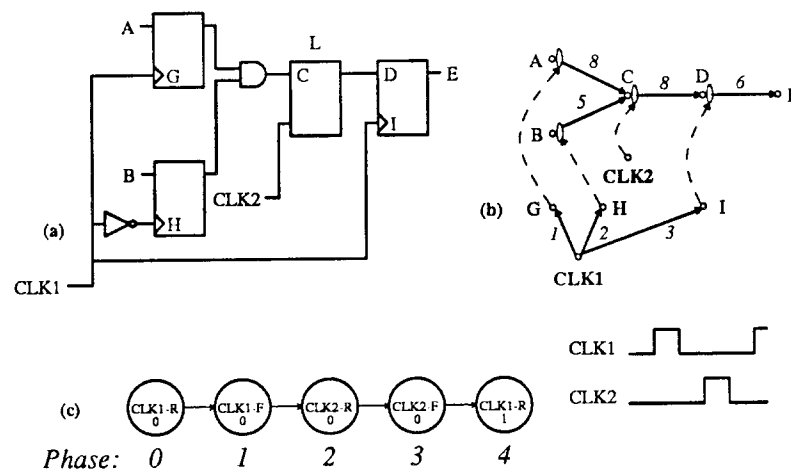 A
G
L
C
D
E
I
B
H
CLK2
(a)
CLK1
A
8
C
D
8
6
5
B
CLK2
(b)
G
H
I
1
2
3
CLK1
CLK1
CLK2
(c)
CLK1-R
0
CLK1-F
0
CLK2-R
0
CLK2-F
0
CLK1-R
1
Phase: 0 1 2 3 4